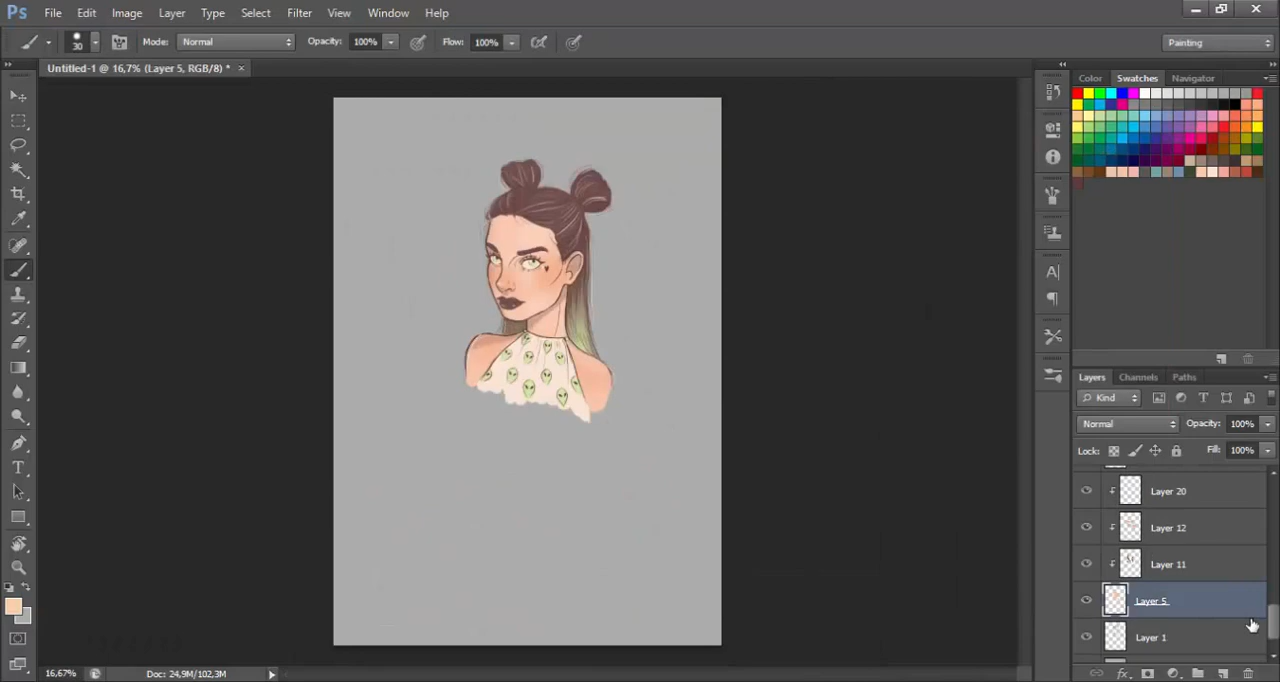 Ps File Edit Image Layer Type Select Filter 3D View Window Help
30 Mode: Normal Opacity: 100% Flow: 100% Painting
Untitled-1 @ 16,7% (Layer 5, RGB/8) * ×
Color Swatches Navigator
Layers Channels Paths
Kind
Normal Opacity: 100%
Lock: Fill: 100%
Layer 20
Layer 12
Layer 11
Layer 5
Layer 1
16,67% Doc: 24,9M/102,3M